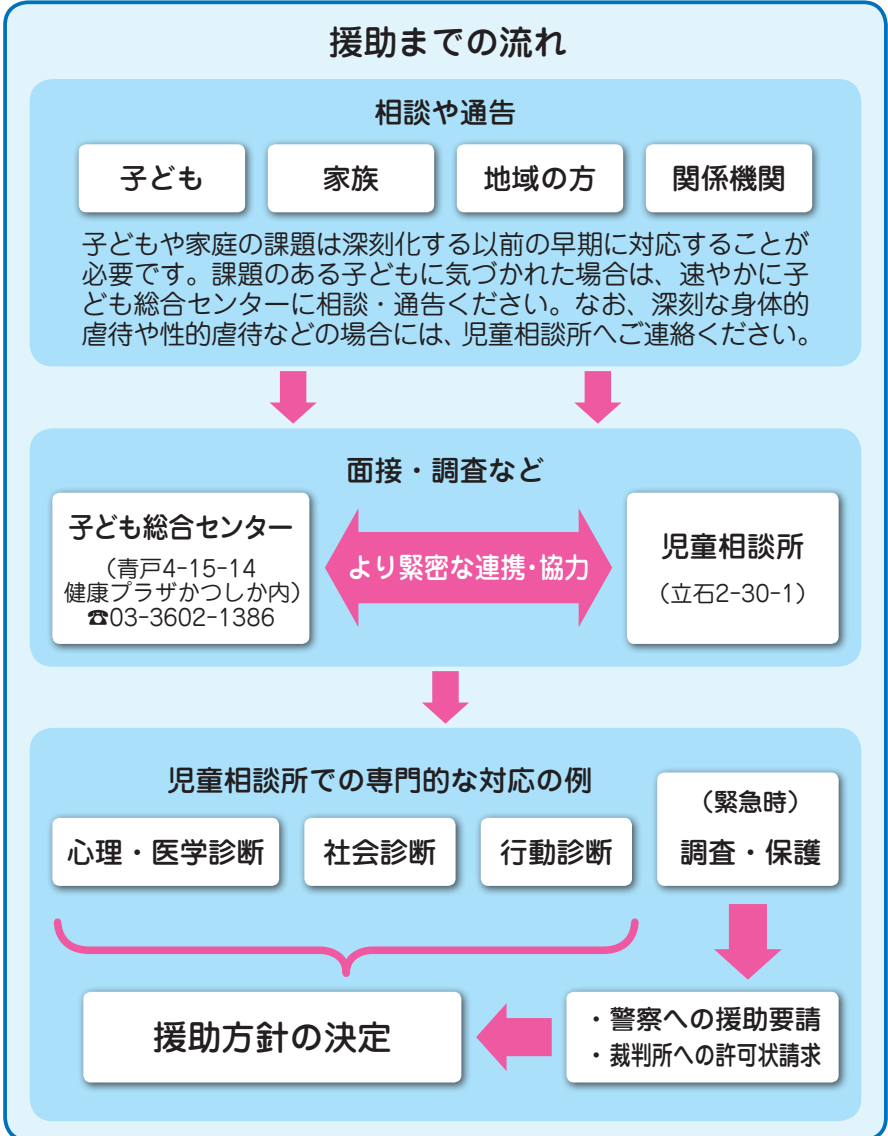 援助までの流れ
相談や通告
子ども
家族
地域の方
関係機関
子どもや家庭の課題は深刻化する以前の早期に対応することが
必要です。課題のある子どもに気づかれた場合は、速やかに子
ども総合センターに相談・通告ください。なお、深刻な身体的
虐待や性的虐待などの場合には、児童相談所へご連絡ください。
面接・調査など
子ども総合センター
（青戸4-15-14
健康プラザかつしか内）
☎03-3602-1386
より緊密な連携・協力
児童相談所
（立石2-30-1）
児童相談所での専門的な対応の例
心理・医学診断
社会診断
行動診断
（緊急時）
調査・保護
援助方針の決定
・警察への援助要請
・裁判所への許可状請求